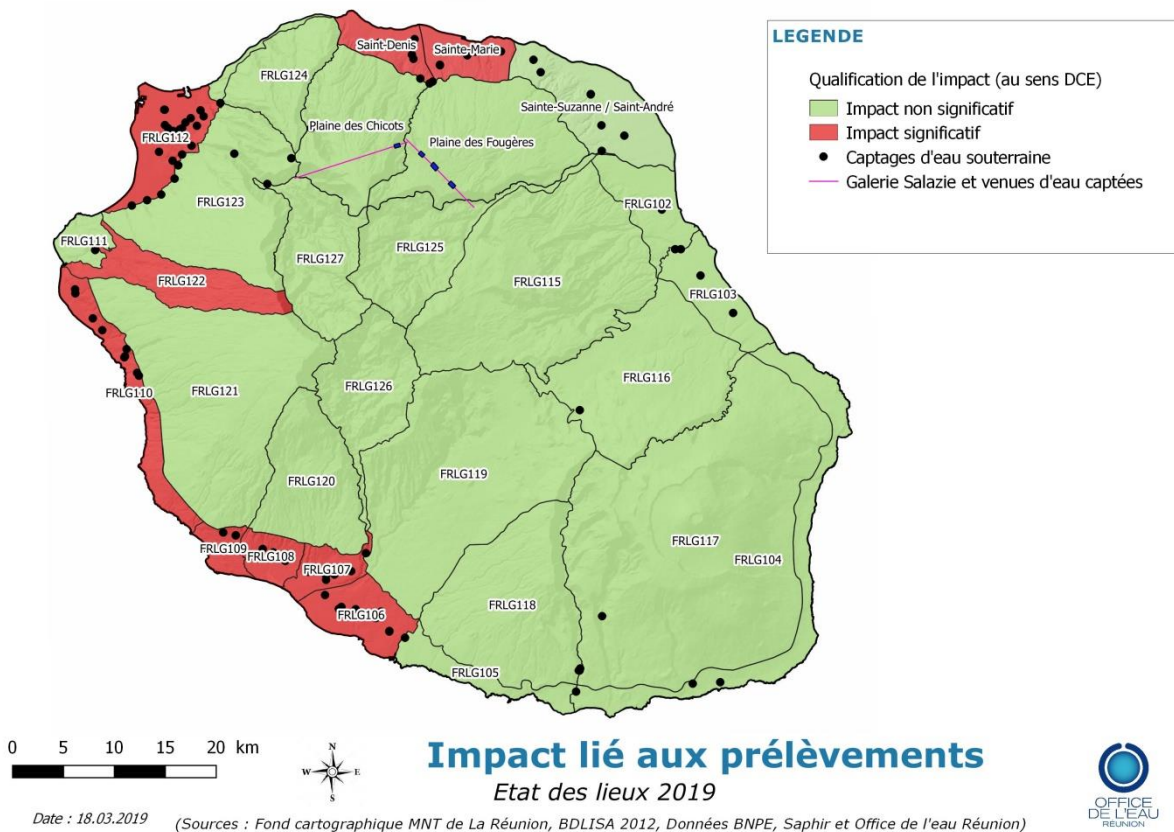 LEGENDE
Qualification de l'impact (au sens DCE)
Impact non significatif
Impact significatif
Captages d'eau souterraine
Galerie Salazie et venues d'eau captées
Saint-Denis
Sainte-Marie
FRLG124
Sainte-Suzanne / Saint-André
Plaine des Chicots
FRLG112
Plaine des Fougères
FRLG123
FRLG102
FRLG111
FRLG125
FRLG127
FRLG122
FRLG115
FRLG103
FRLG116
FRLG126
FRLG121
FRLG110
FRLG119
FRLG120
FRLG117
FRLG109
FRLG108
FRLG104
FRLG107
FRLG118
FRLG106
FRLG105
0 5 10 15 20 km
N
W E
S
Impact lié aux prélèvements
Etat des lieux 2019
Date : 18.03.2019
(Sources : Fond cartographique MNT de La Réunion, BDLISA 2012, Données BNPE, Saphir et Office de l'eau Réunion)
OFFICE
DE L'EAU
RÉUNION